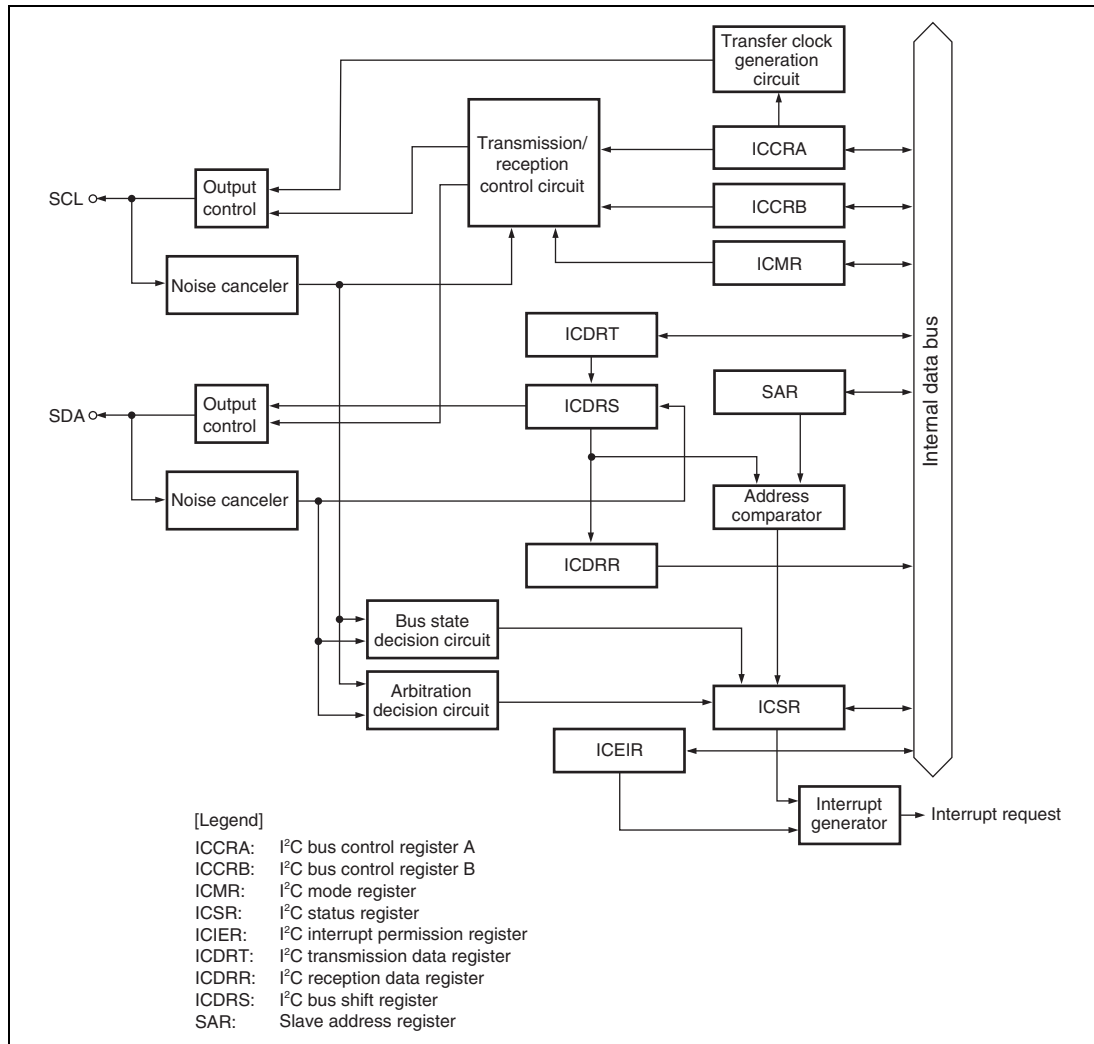 Transfer clock
generation
circuit
Transmission/
reception
control circuit
ICCRA
Output
control
SCL
ICCRB
ICMR
Noise canceler
ICDRT
Internal data bus
SAR
ICDRS
Output
control
SDA
Noise canceler
Address
comparator
ICDRR
Bus state
decision circuit
Arbitration
decision circuit
ICSR
ICEIR
Interrupt
generator
Interrupt request
[Legend]
ICCRA: I²C bus control register A
ICCRB: I²C bus control register B
ICMR: I²C mode register
ICSR: I²C status register
ICIER: I²C interrupt permission register
ICDRT: I²C transmission data register
ICDRR: I²C reception data register
ICDRS: I²C bus shift register
SAR: Slave address register